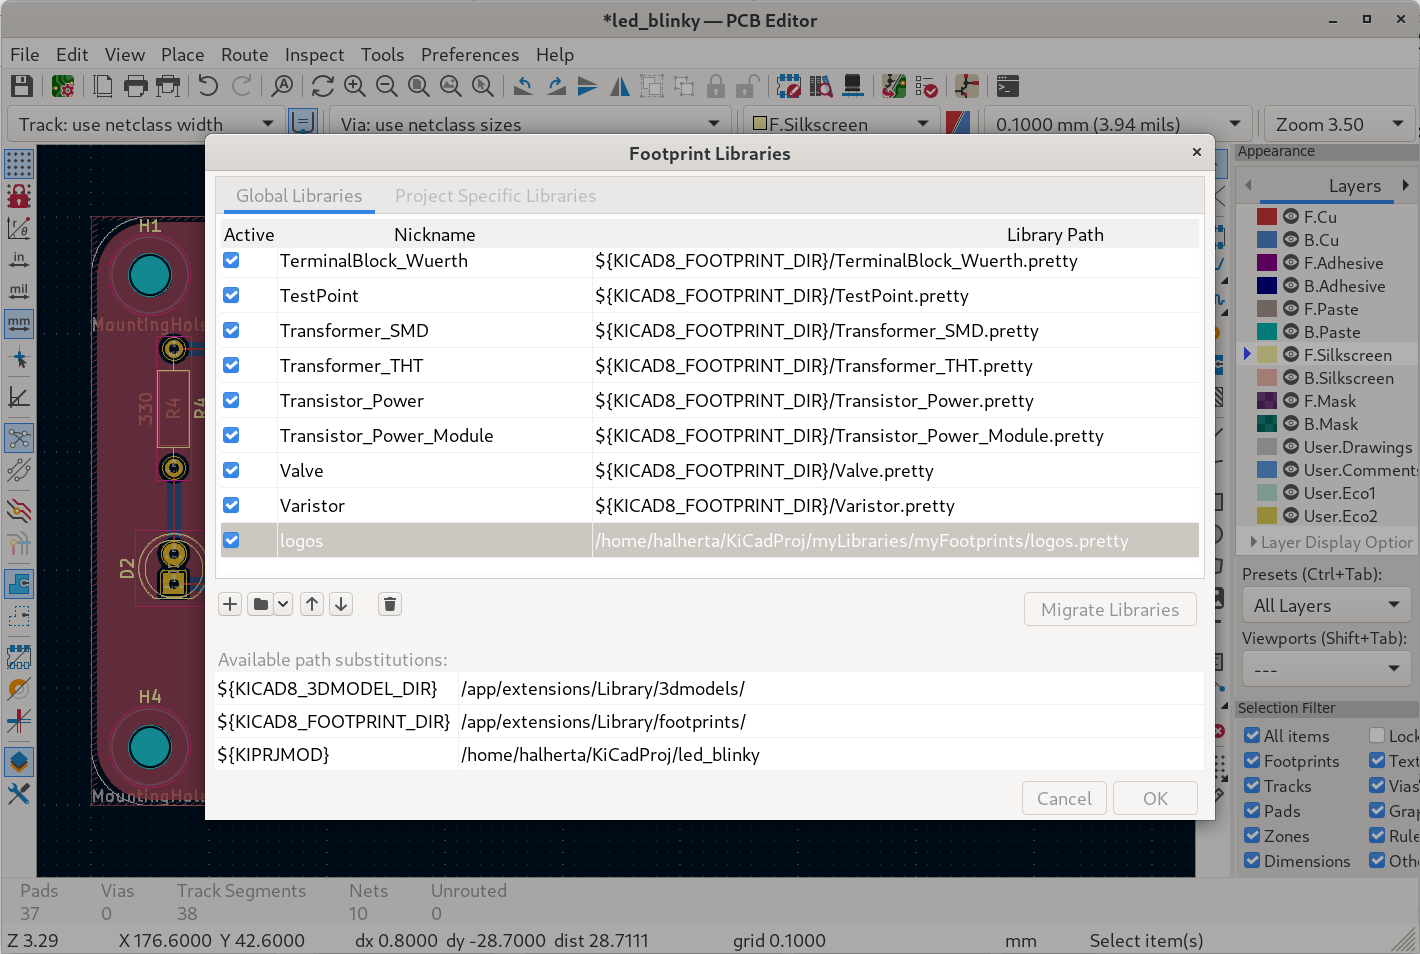 *led_blinky — PCB Editor
File Edit View Place Route Inspect Tools Preferences Help
Track: use netclass width Via: use netclass sizes F.Silkscreen 0.1000 mm (3.94 mils) Zoom 3.50
Footprint Libraries
Global Libraries Project Specific Libraries
Active Nickname Library Path
TerminalBlock_Wuerth ${KICAD8_FOOTPRINT_DIR}/TerminalBlock_Wuerth.pretty
TestPoint ${KICAD8_FOOTPRINT_DIR}/TestPoint.pretty
Transformer_SMD ${KICAD8_FOOTPRINT_DIR}/Transformer_SMD.pretty
Transformer_THT ${KICAD8_FOOTPRINT_DIR}/Transformer_THT.pretty
Transistor_Power ${KICAD8_FOOTPRINT_DIR}/Transistor_Power.pretty
Transistor_Power_Module ${KICAD8_FOOTPRINT_DIR}/Transistor_Power_Module.pretty
Valve ${KICAD8_FOOTPRINT_DIR}/Valve.pretty
Varistor ${KICAD8_FOOTPRINT_DIR}/Varistor.pretty
logos /home/halherta/KiCadProj/myLibraries/myFootprints/logos.pretty
Migrate Libraries
Available path substitutions:
${KICAD8_3DMODEL_DIR} /app/extensions/Library/3dmodels/
${KICAD8_FOOTPRINT_DIR} /app/extensions/Library/footprints/
${KIPRJMOD} /home/halherta/KiCadProj/led_blinky
Cancel OK
in
mil
mm
H1
MountingHol
330
R4
R4
D2
H4
MountingHol
Appearance
Layers
F.Cu
B.Cu
F.Adhesive
B.Adhesive
F.Paste
B.Paste
F.Silkscreen
B.Silkscreen
F.Mask
B.Mask
User.Drawings
User.Comment
User.Eco1
User.Eco2
Layer Display Option
Presets (Ctrl+Tab):
All Layers
Viewports (Shift+Tab):
---
Selection Filter
All items Lock
Footprints Text
Tracks Vias
Pads Grap
Zones Rule
Dimensions Othe
Pads Vias Track Segments Nets Unrouted
37 0 38 10 0
Z 3.29 X 176.6000 Y 42.6000 dx 0.8000 dy -28.7000 dist 28.7111 grid 0.1000 mm Select item(s)